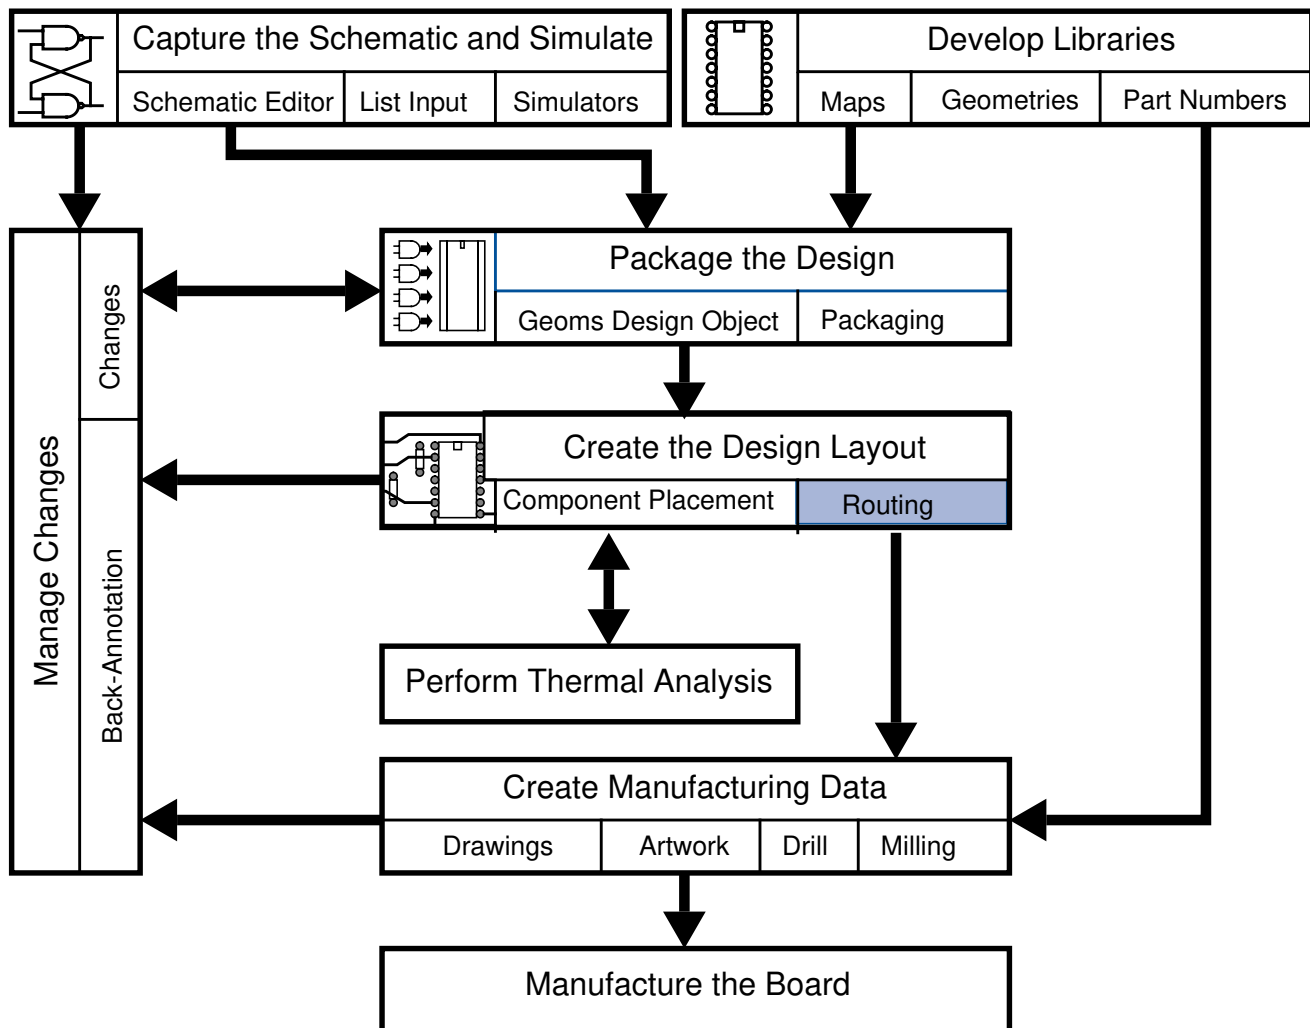 Capture the Schematic and Simulate
Schematic Editor
List Input
Simulators
Develop Libraries
Maps
Geometries
Part Numbers
Manage Changes
Changes
Back-Annotation
Package the Design
Geoms Design Object
Packaging
Create the Design Layout
Component Placement
Routing
Perform Thermal Analysis
Create Manufacturing Data
Drawings
Artwork
Drill
Milling
Manufacture the Board